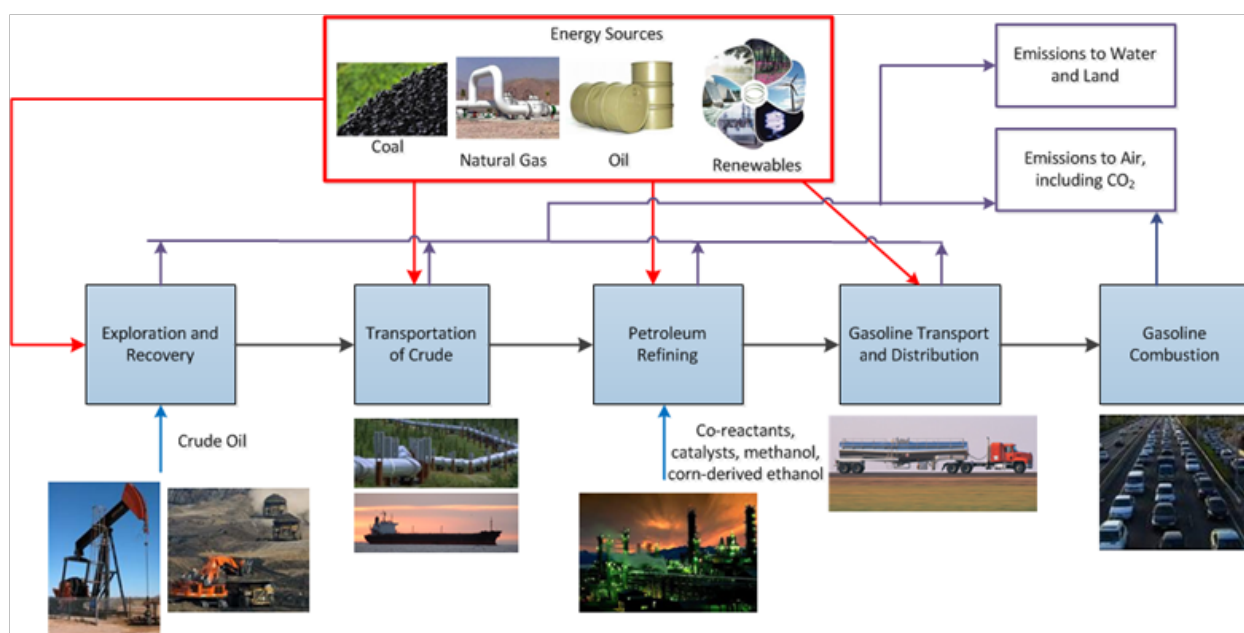 Energy Sources
Coal
Natural Gas
Oil
Renewables
Emissions to Water
and Land
Emissions to Air,
including CO₂
Exploration and
Recovery
Transportation
of Crude
Petroleum
Refining
Gasoline Transport
and Distribution
Gasoline
Combustion
Crude Oil
Co-reactants,
catalysts, methanol,
corn-derived ethanol